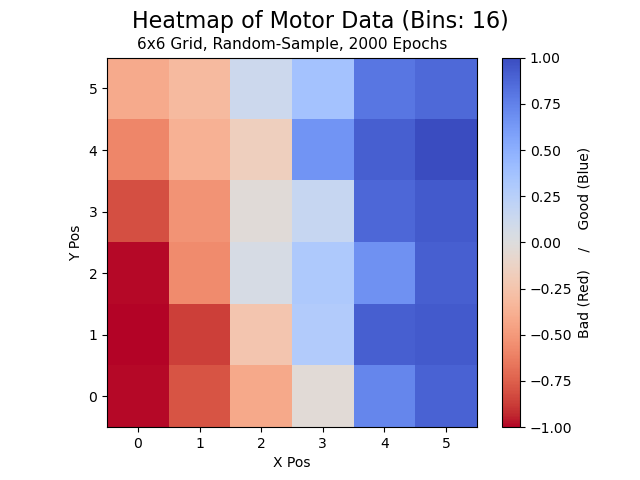 Heatmap of Motor Data (Bins: 16)
6x6 Grid, Random-Sample, 2000 Epochs
5
4
3
2
1
0
Y Pos
0 1 2 3 4 5
X Pos
1.00
0.75
0.50
0.25
0.00
−0.25
−0.50
−0.75
−1.00
Bad (Red) / Good (Blue)